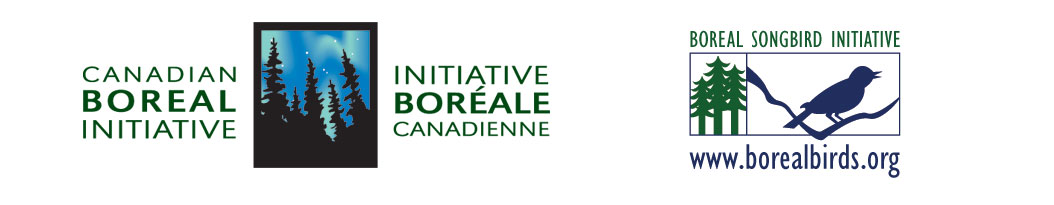 CANADIAN
BOREAL
INITIATIVE
INITIATIVE
BORÉALE
CANADIENNE
BOREAL SONGBIRD INITIATIVE
www.borealbirds.org